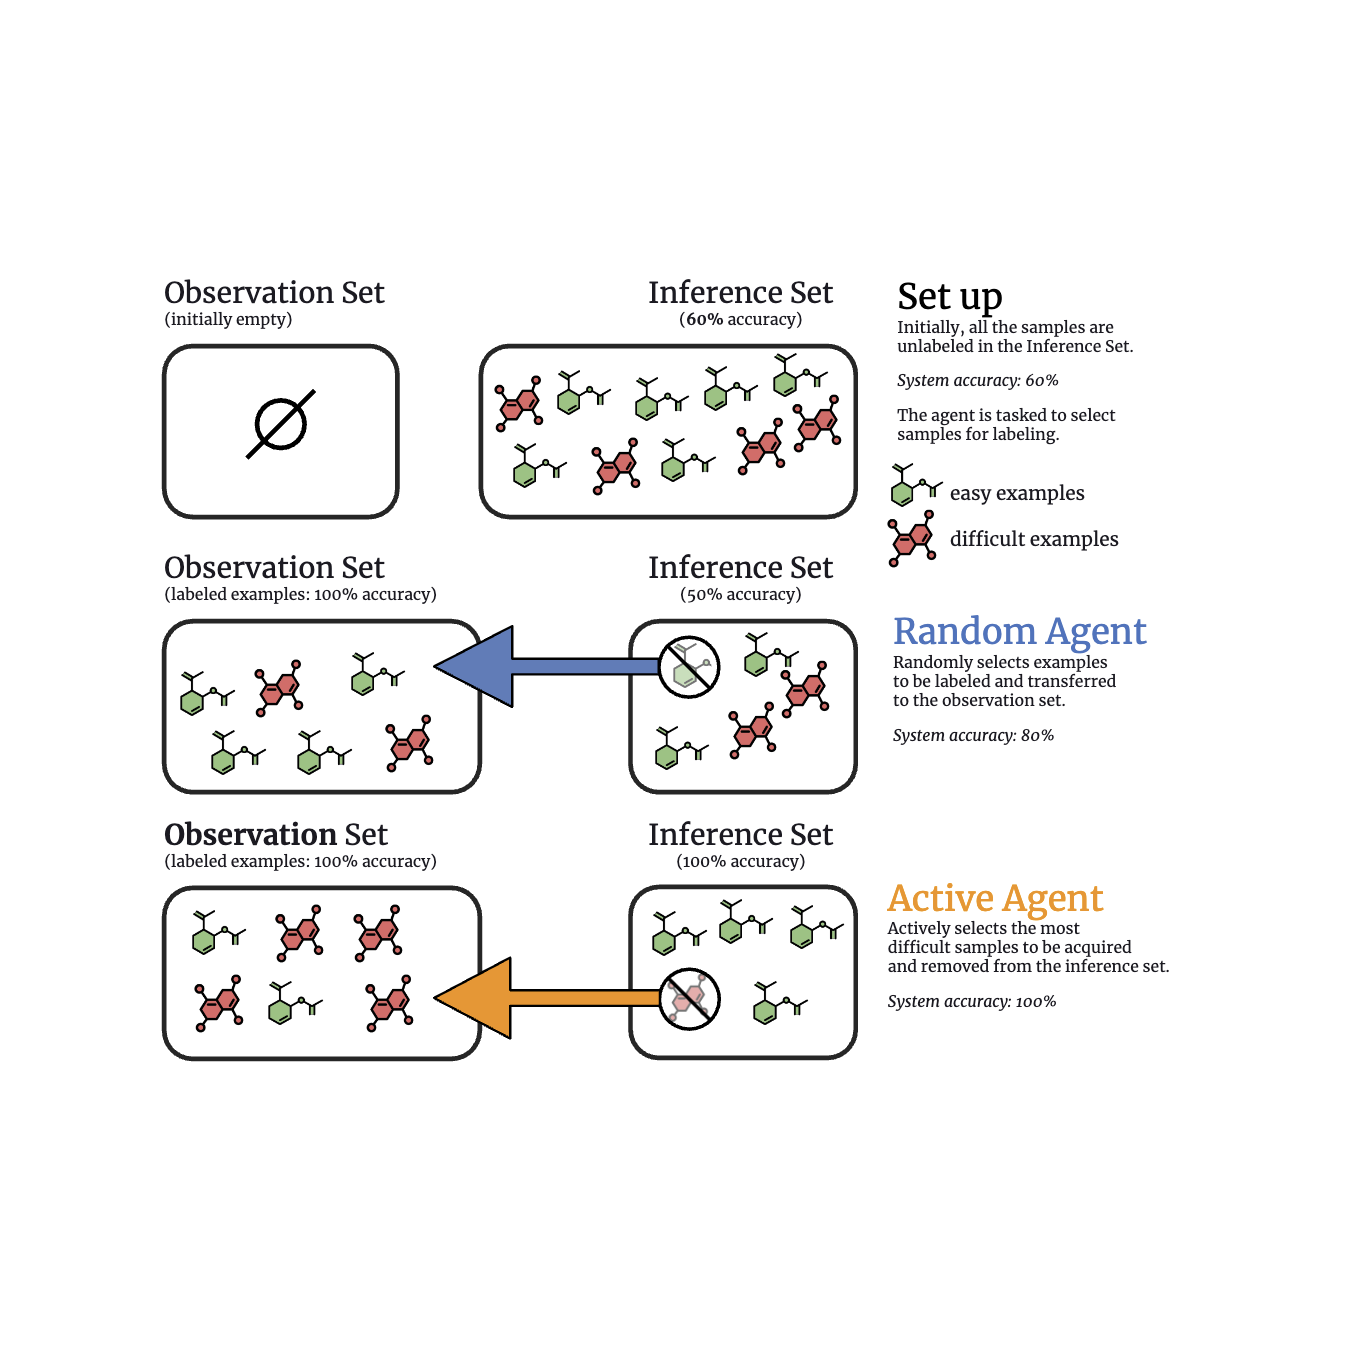 Observation Set
(initially empty)
Inference Set
(60% accuracy)
Set up
Initially, all the samples are
unlabeled in the Inference Set.
System accuracy: 60%
The agent is tasked to select
samples for labeling.
easy examples
difficult examples
Observation Set
(labeled examples: 100% accuracy)
Inference Set
(50% accuracy)
Random Agent
Randomly selects examples
to be labeled and transferred
to the observation set.
System accuracy: 80%
Observation Set
(labeled examples: 100% accuracy)
Inference Set
(100% accuracy)
Active Agent
Actively selects the most
difficult samples to be acquired
and removed from the inference set.
System accuracy: 100%